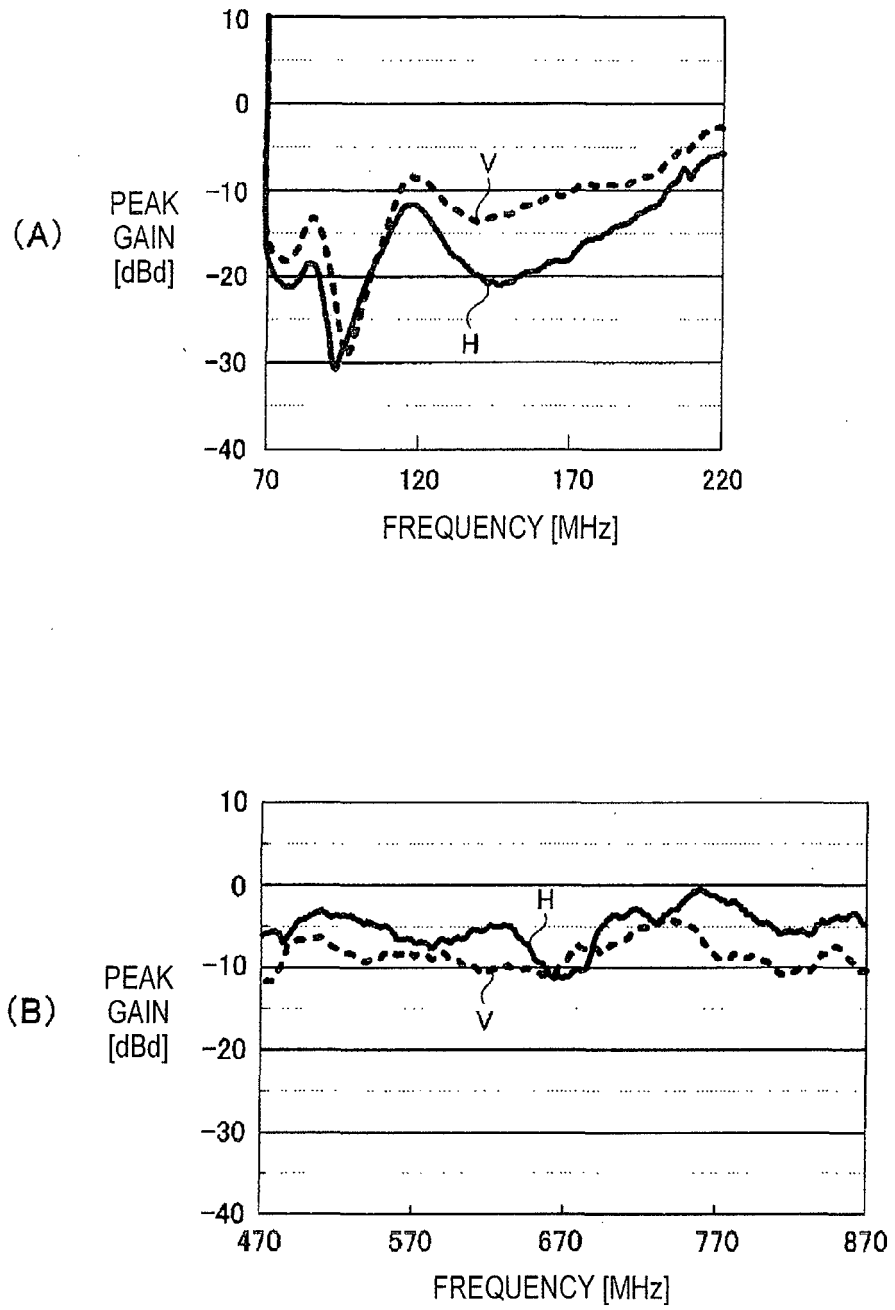 (A)
PEAK
GAIN
[dBd]
10
0
-10
-20
-30
-40
V
H
70 120 170 220
FREQUENCY [MHz]
(B)
PEAK
GAIN
[dBd]
10
0
-10
-20
-30
-40
H
V
470 570 670 770 870
FREQUENCY [MHz]